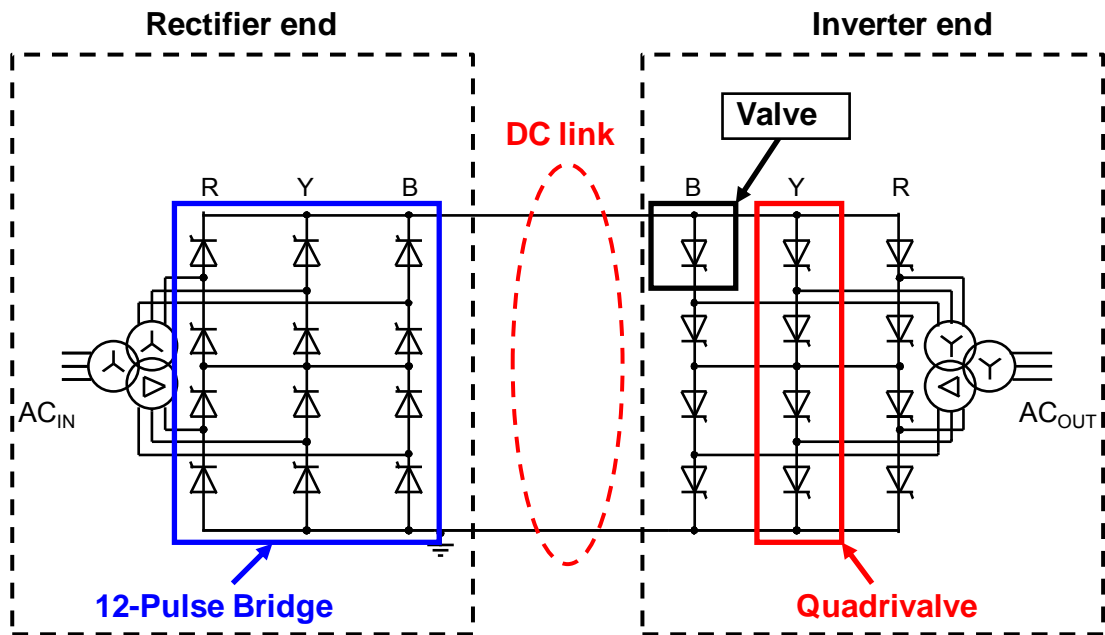 Rectifier end
Inverter end
Valve
DC link
R Y B
B Y R
AC_IN
AC_OUT
12-Pulse Bridge
Quadrivalve